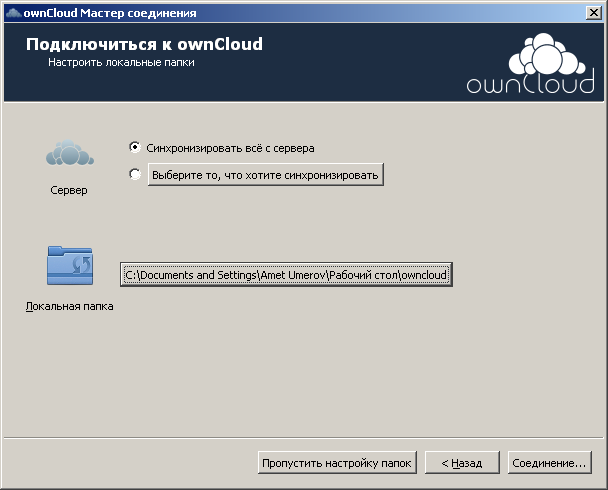 ownCloud Мастер соединения
Подключиться к ownCloud
Настроить локальные папки
ownCloud
Синхронизировать всё с сервера
Выберите то, что хотите синхронизировать
Сервер
C:\Documents and Settings\Amet Umerov\Рабочий стол\owncloud
Локальная папка
Пропустить настройку папок
< Назад
Соединение...